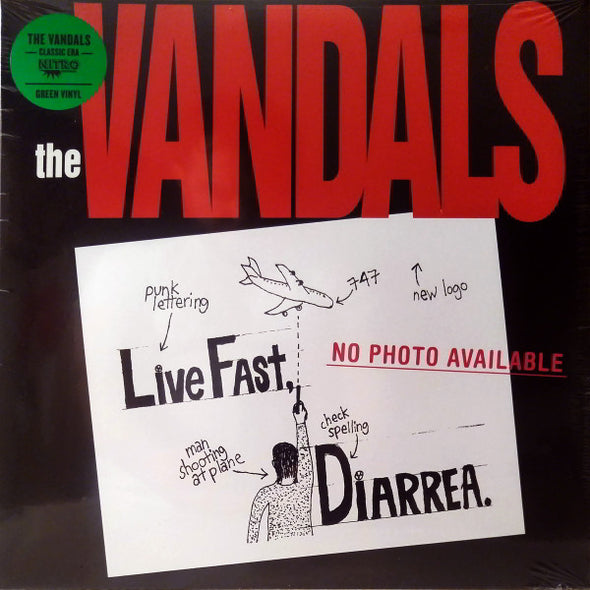 THE VANDALS
CLASSIC ERA
NITRO
GREEN VINYL
the VANDALS
punk
lettering
747
new logo
LIVE FAST,
NO PHOTO AVAILABLE
check
spelling
man
shooting
at plane
DIARREA.